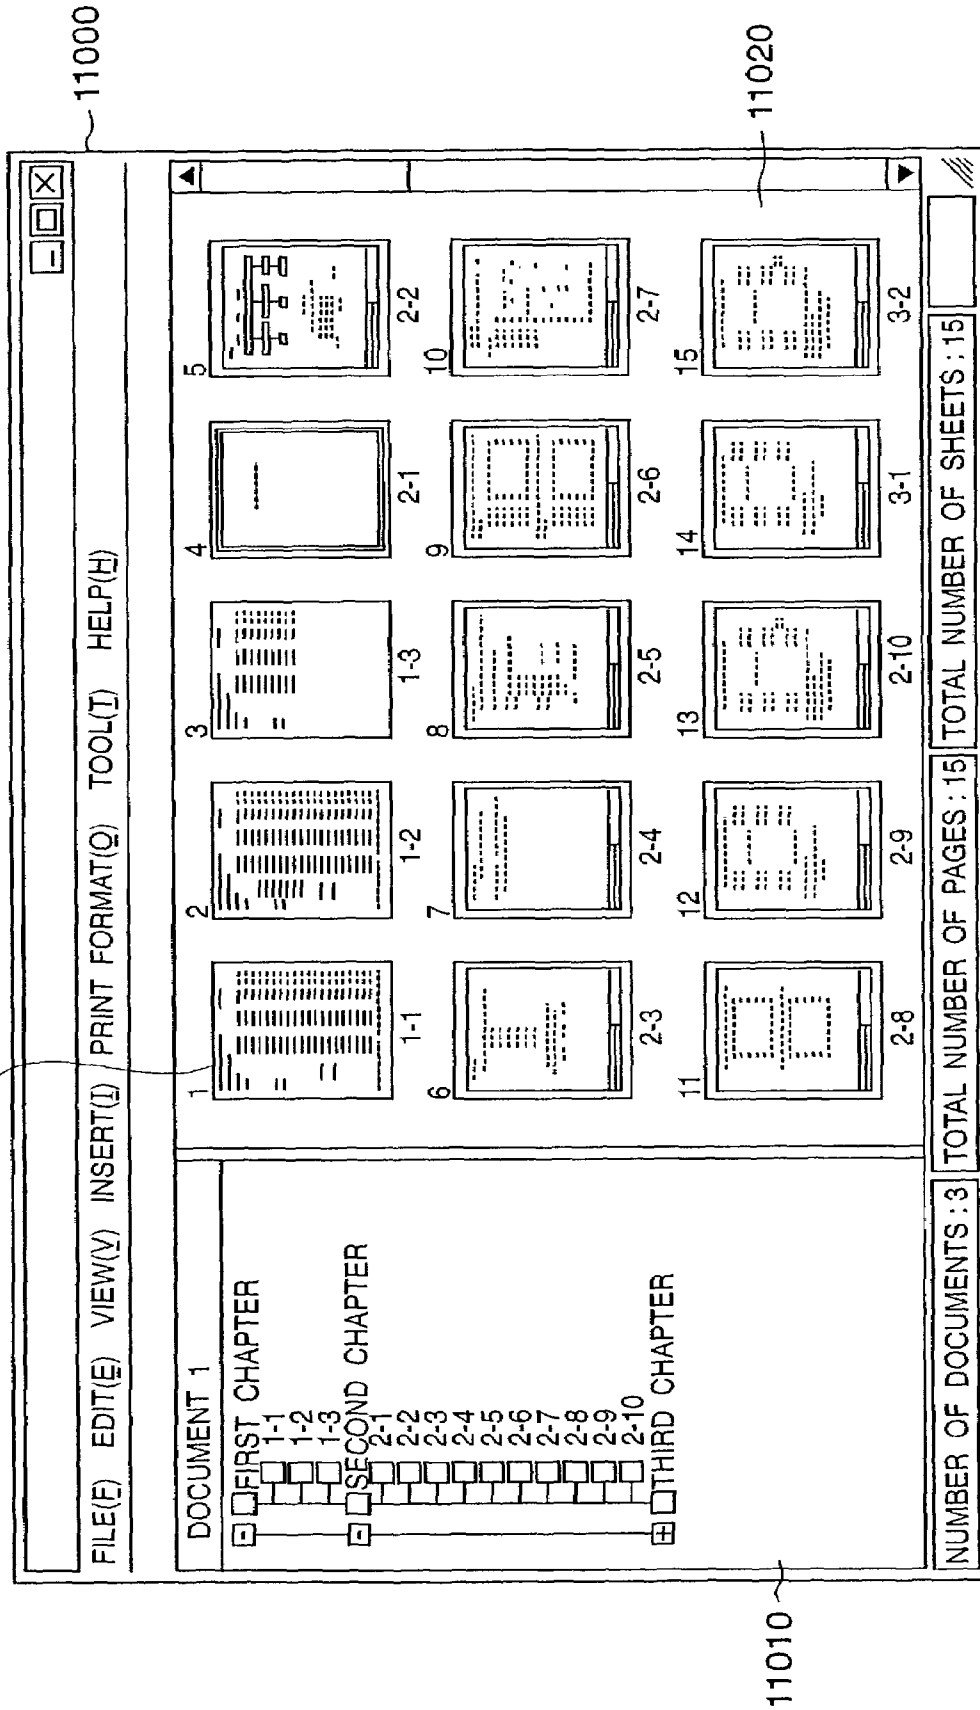 11000
FILE(F) EDIT(E) VIEW(V) INSERT(I) PRINT FORMAT(O) TOOL(T) HELP(H)
DOCUMENT 1
- FIRST CHAPTER
1-1
1-2
1-3
- SECOND CHAPTER
2-1
2-2
2-3
2-4
2-5
2-6
2-7
2-8
2-9
2-10
+ THIRD CHAPTER
11010
1 2 3 4 5
1-1 1-2 1-3 2-1 2-2
6 7 8 9 10
2-3 2-4 2-5 2-6 2-7
11 12 13 14 15
2-8 2-9 2-10 3-1 3-2
11020
NUMBER OF DOCUMENTS : 3 TOTAL NUMBER OF PAGES : 15 TOTAL NUMBER OF SHEETS : 15